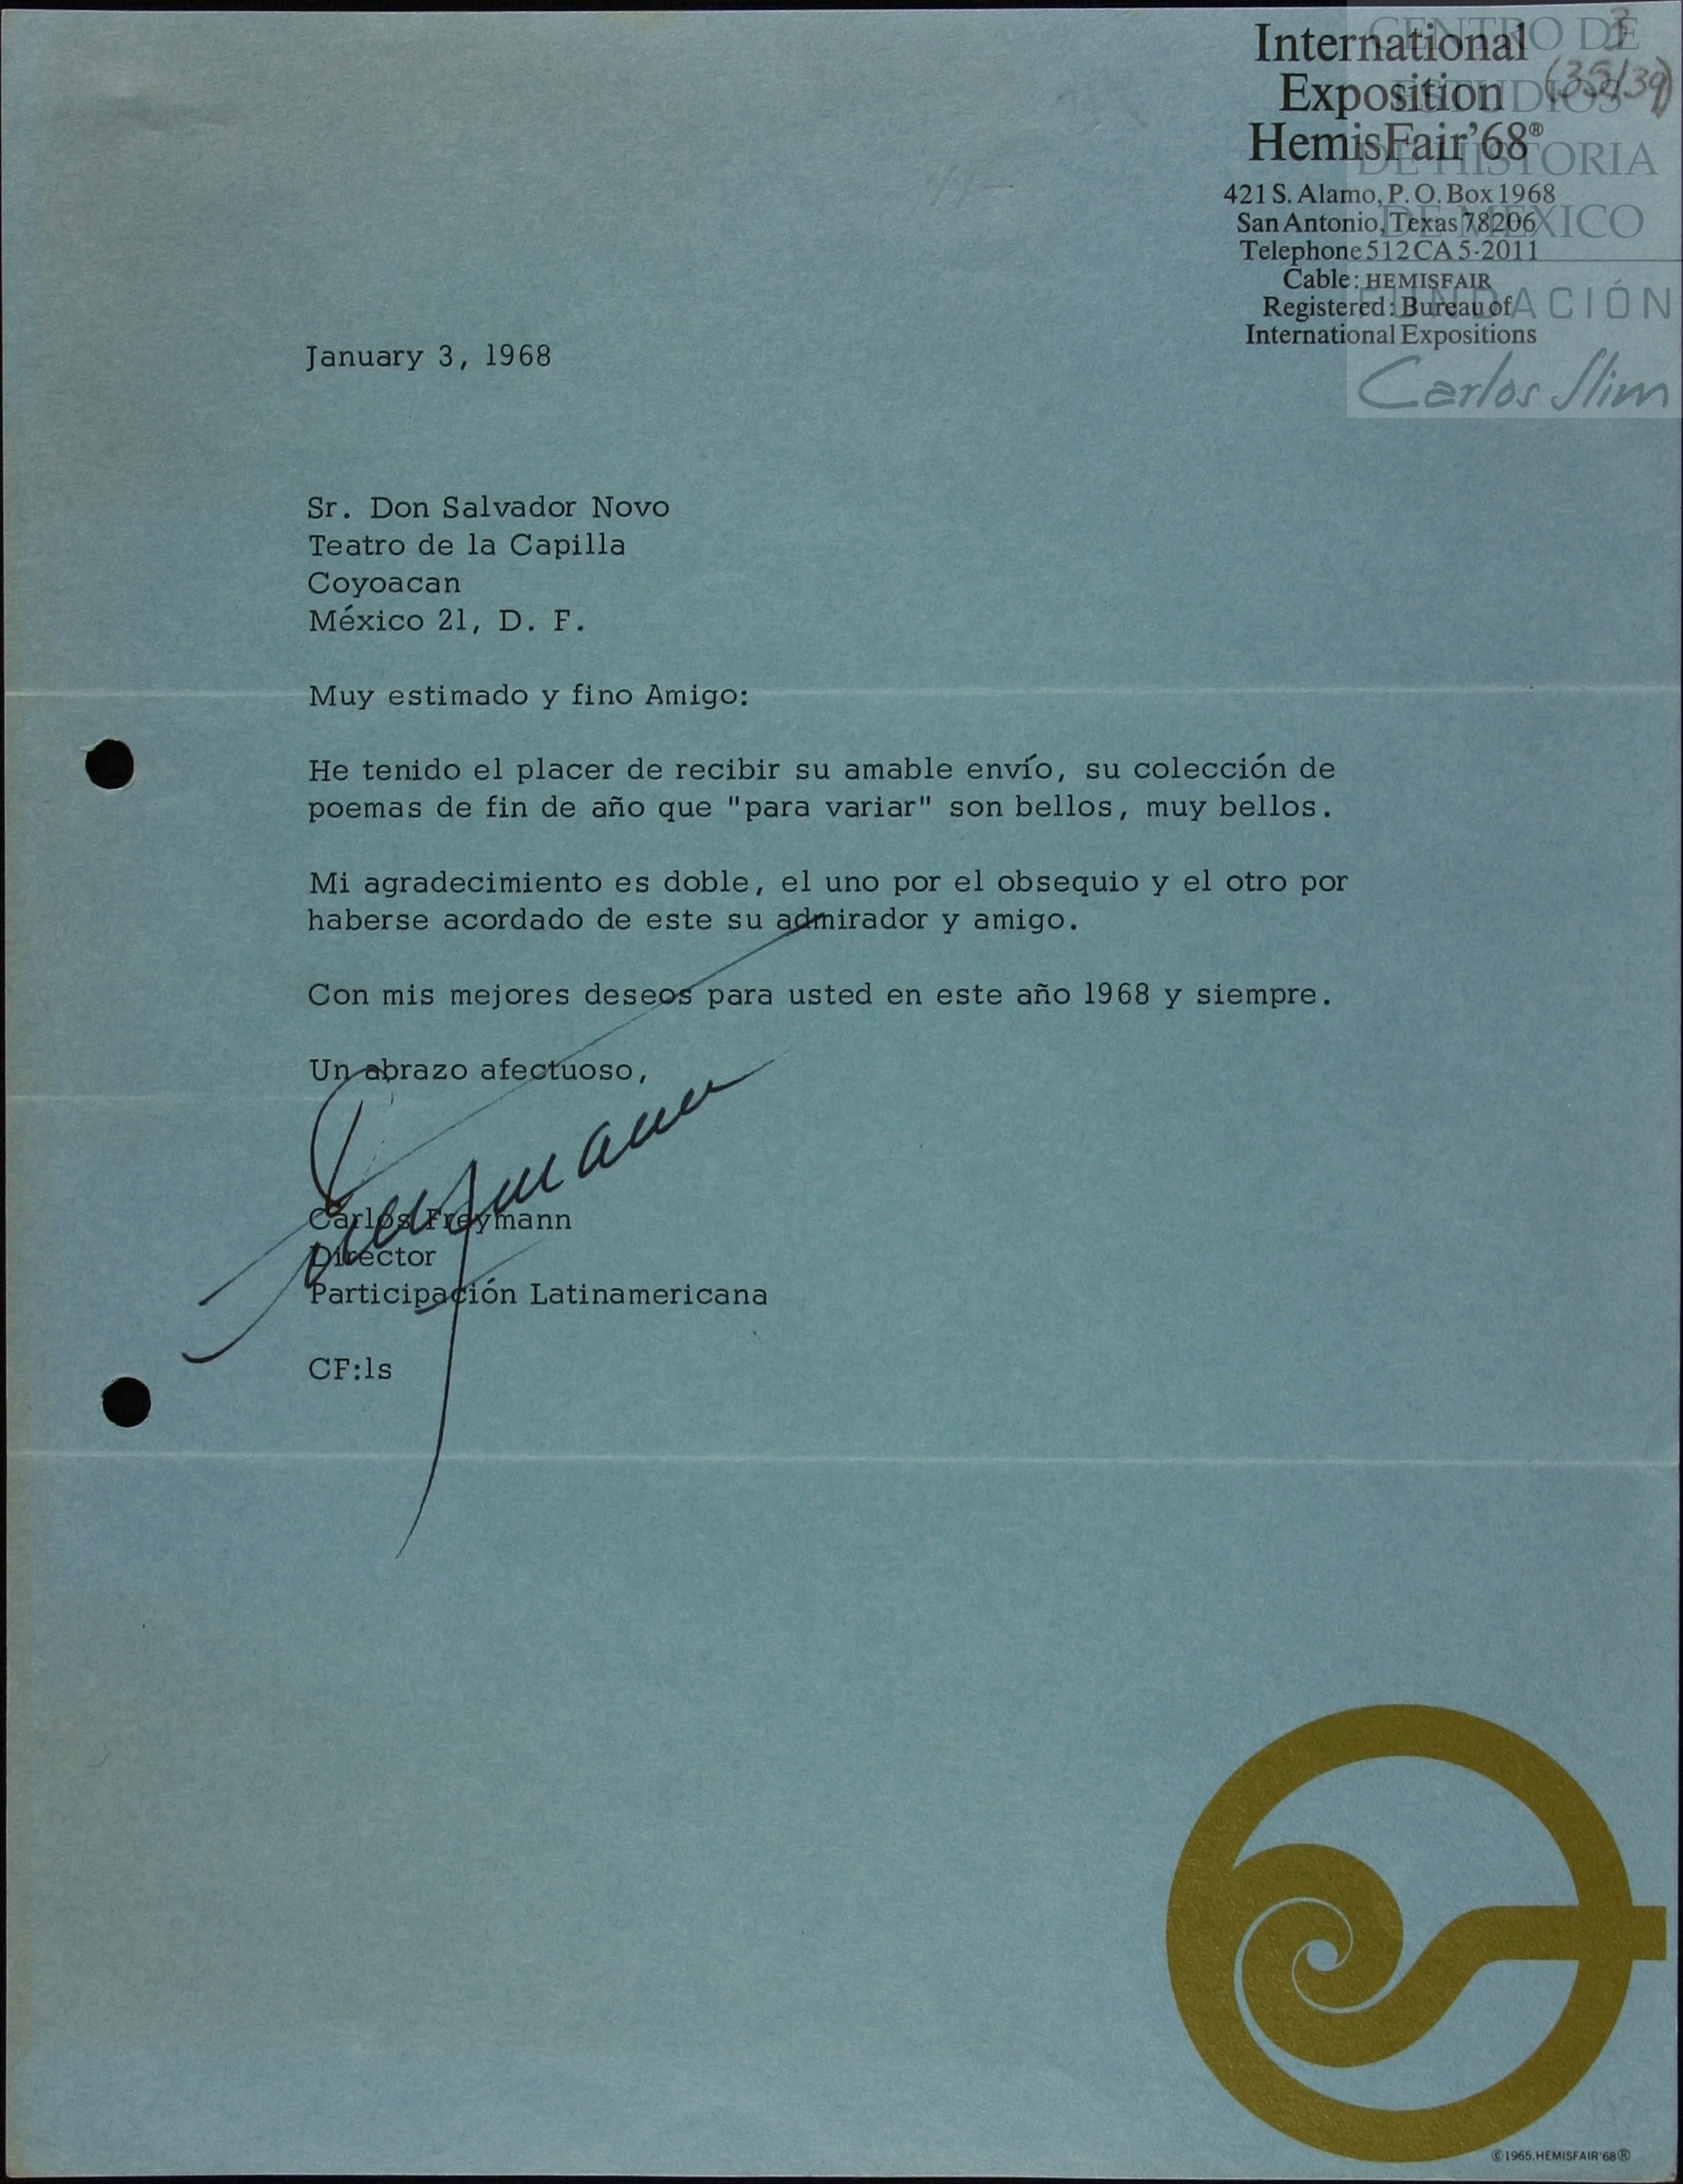 International
Exposition
HemisFair'68®
421 S. Alamo, P. O. Box 1968
San Antonio, Texas 78206
Telephone 512 CA 5-2011
Cable: HEMISFAIR
Registered: Bureau of
International Expositions
3
(35/39)
CENTRO DE
ESTUDIOS
DE HISTORIA
DE MÉXICO
FUNDACIÓN
Carlos Slim
January 3, 1968
Sr. Don Salvador Novo
Teatro de la Capilla
Coyoacan
México 21, D. F.
Muy estimado y fino Amigo:
He tenido el placer de recibir su amable envío, su colección de
poemas de fin de año que "para variar" son bellos, muy bellos.
Mi agradecimiento es doble, el uno por el obsequio y el otro por
haberse acordado de este su admirador y amigo.
Con mis mejores deseos para usted en este año 1968 y siempre.
Un abrazo afectuoso,
Freymann
Carlos Freymann
Director
Participación Latinamericana
CF:ls
©1965, HEMISFAIR'68®